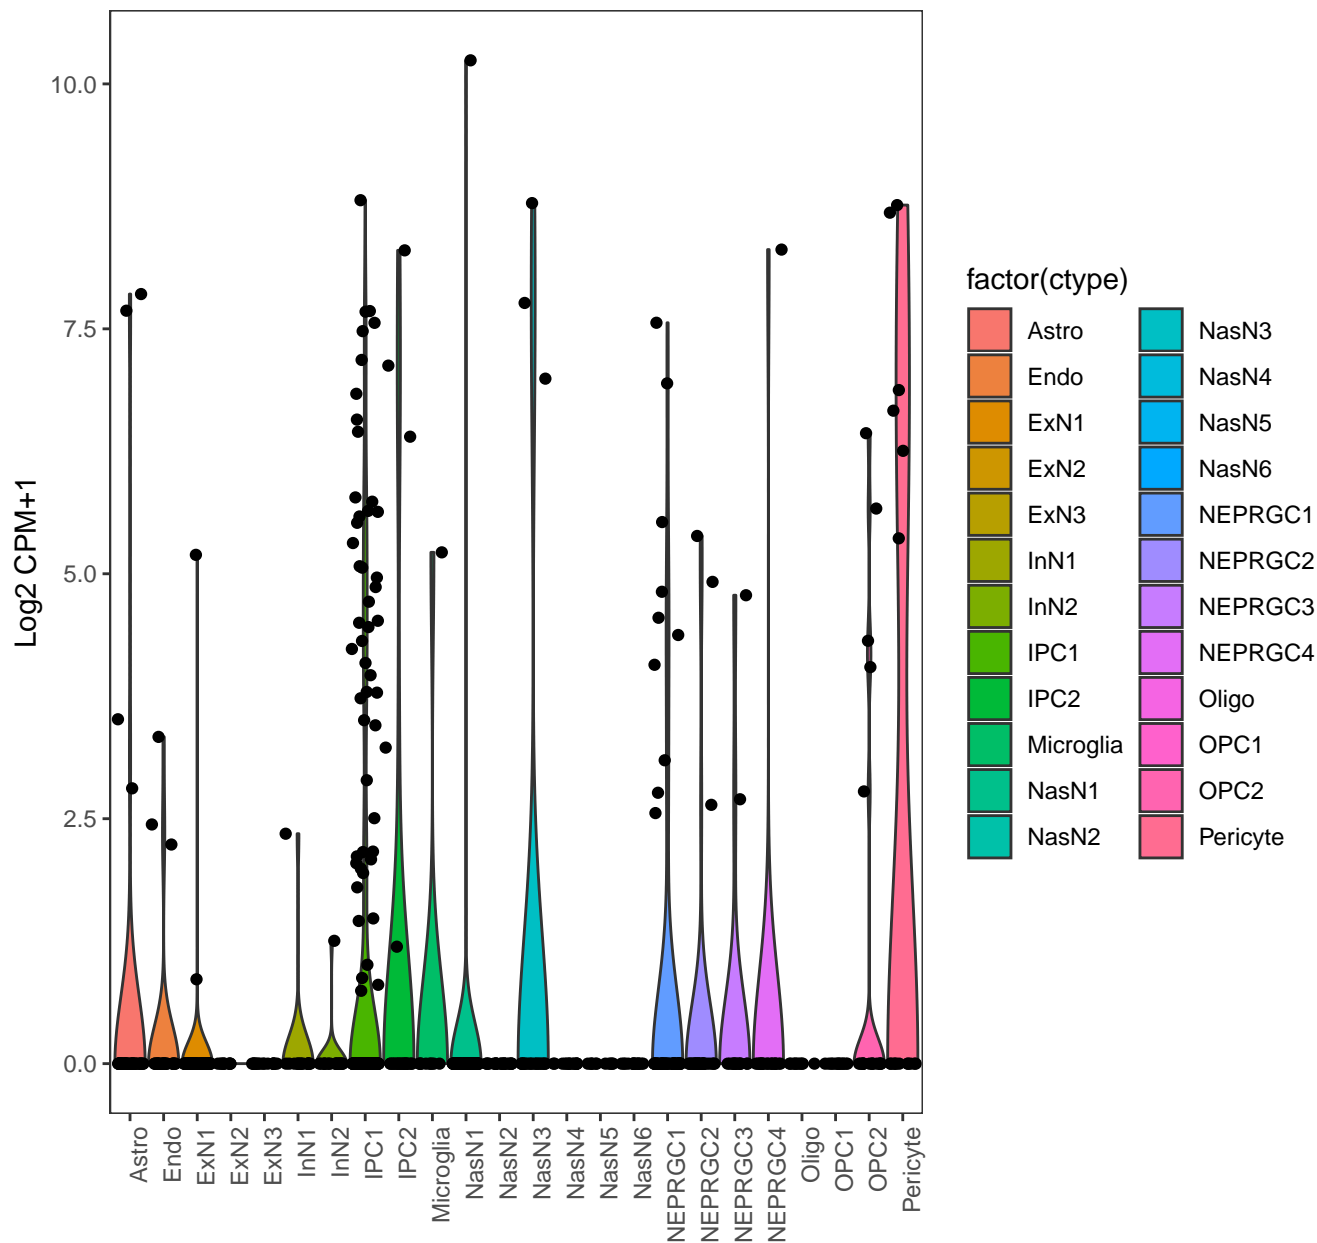 10.0
7.5
5.0
2.5
0.0
Log2 CPM+1
Astro
Endo
ExN1
ExN2
ExN3
InN1
InN2
IPC1
IPC2
Microglia
NasN1
NasN2
NasN3
NasN4
NasN5
NasN6
NEPRGC1
NEPRGC2
NEPRGC3
NEPRGC4
Oligo
OPC1
OPC2
Pericyte
factor(ctype)
Astro
Endo
ExN1
ExN2
ExN3
InN1
InN2
IPC1
IPC2
Microglia
NasN1
NasN2
NasN3
NasN4
NasN5
NasN6
NEPRGC1
NEPRGC2
NEPRGC3
NEPRGC4
Oligo
OPC1
OPC2
Pericyte